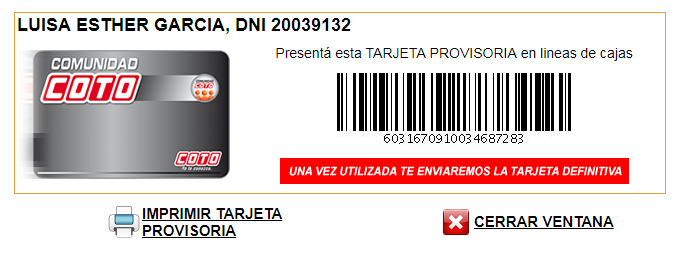 LUISA ESTHER GARCIA, DNI 20039132
COMUNIDAD
COTO
COMUNIDAD
COTO
COTO
Yo te conozco.
Presentá esta TARJETA PROVISORIA en lineas de cajas
6031670910034687283
UNA VEZ UTILIZADA TE ENVIAREMOS LA TARJETA DEFINITIVA
IMPRIMIR TARJETA
PROVISORIA
CERRAR VENTANA